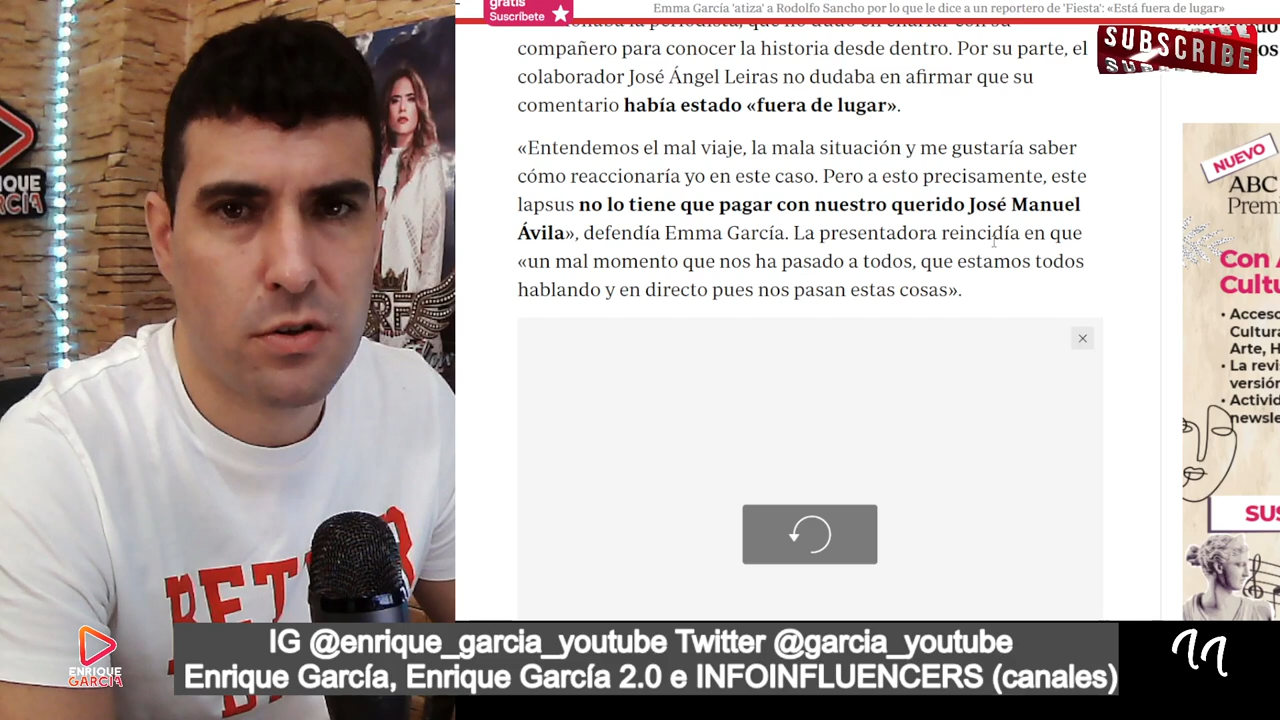 gratis
Suscríbete
Emma García 'atiza' a Rodolfo Sancho por lo que le dice a un reportero de 'Fiesta': «Está fuera de lugar»
SUBSCRIBE
compañero para conocer la historia desde dentro. Por su parte, el
colaborador José Ángel Leiras no dudaba en afirmar que su
comentario había estado «fuera de lugar».
«Entendemos el mal viaje, la mala situación y me gustaría saber
cómo reaccionaría yo en este caso. Pero a esto precisamente, este
lapsus no lo tiene que pagar con nuestro querido José Manuel
Ávila», defendía Emma García. La presentadora reincidía en que
«un mal momento que nos ha pasado a todos, que estamos todos
hablando y en directo pues nos pasan estas cosas».
NUEVO
ABC
Con
• La
IG @enrique_garcia_youtube Twitter @garcia_youtube
Enrique García, Enrique García 2.0 e INFOINFLUENCERS (canales)
ENRIQUE
GARCÍA